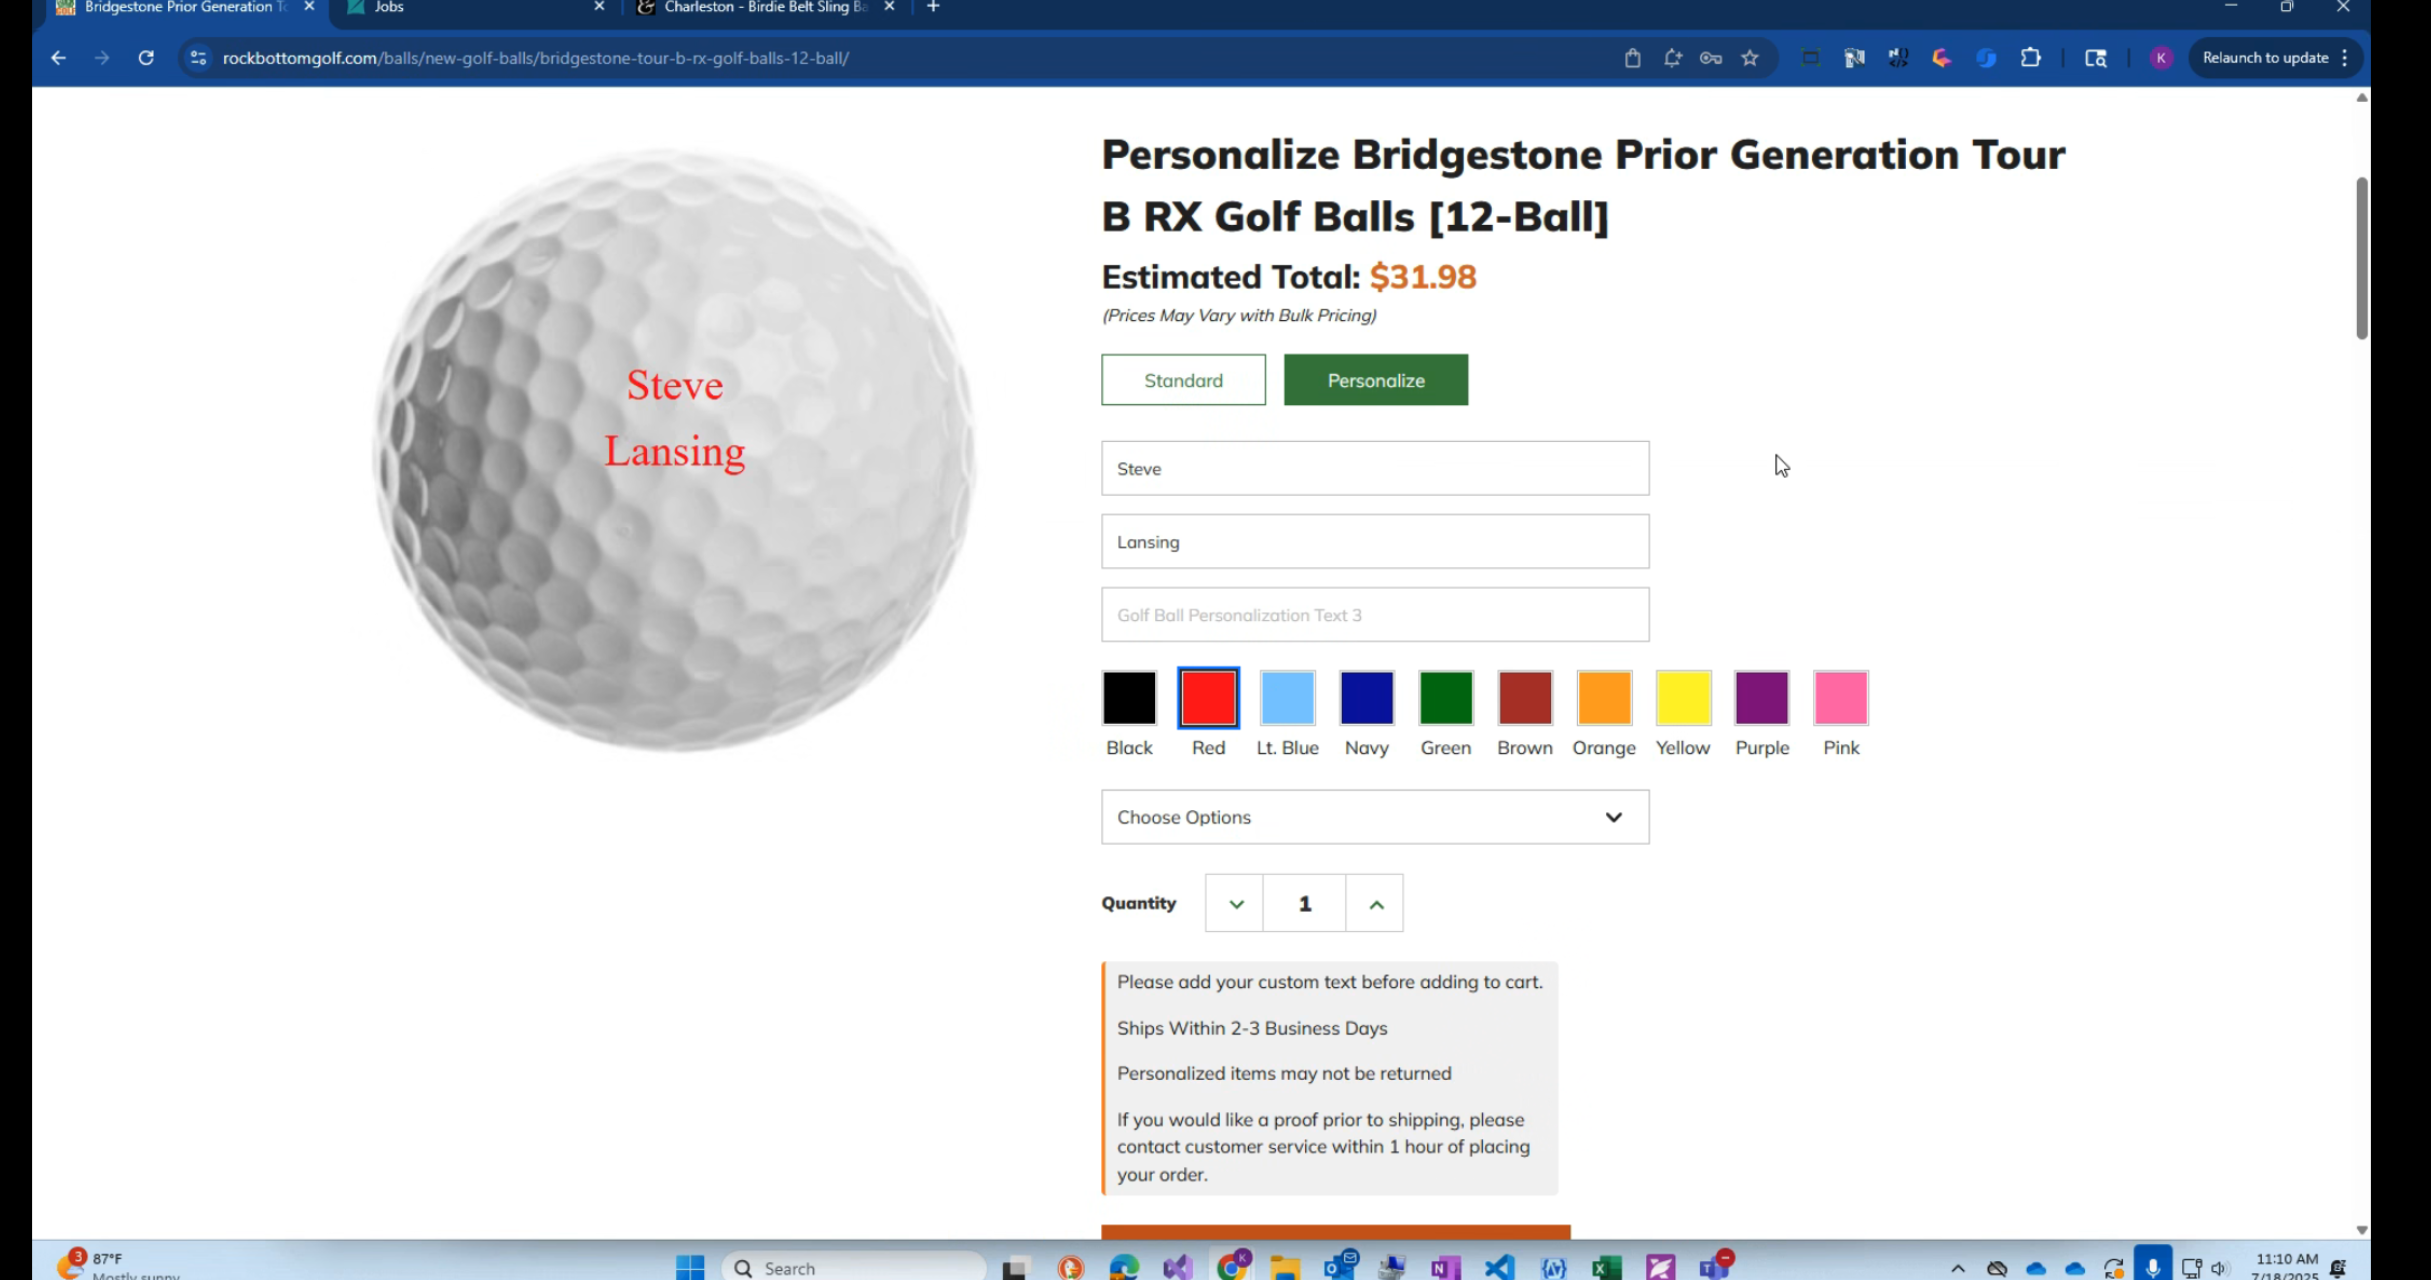 Bridgestone Prior Generation To
Jobs
Charleston - Birdie Belt Sling Ba
rockbottomgolf.com/balls/new-golf-balls/bridgestone-tour-b-rx-golf-balls-12-ball/
K
Relaunch to update
Steve
Lansing
Personalize Bridgestone Prior Generation Tour
B RX Golf Balls [12-Ball]
Estimated Total: $31.98
(Prices May Vary with Bulk Pricing)
Standard
Personalize
Steve
Lansing
Golf Ball Personalization Text 3
Black Red Lt. Blue Navy Green Brown Orange Yellow Purple Pink
Choose Options
Quantity
1
Please add your custom text before adding to cart.
Ships Within 2-3 Business Days
Personalized items may not be returned
If you would like a proof prior to shipping, please
contact customer service within 1 hour of placing
your order.
3
87°F
Mostly sunny
Search
K
11:10 AM
7/18/2025